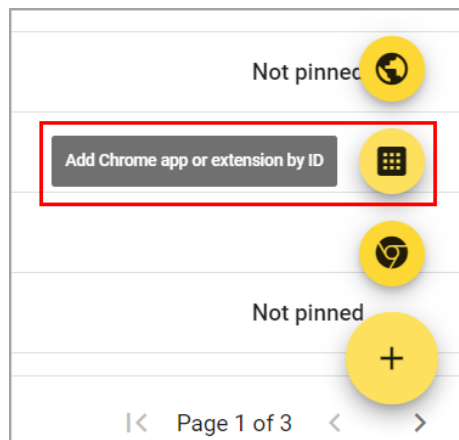 Not pinned
Add Chrome app or extension by ID
Not pinned
Page 1 of 3